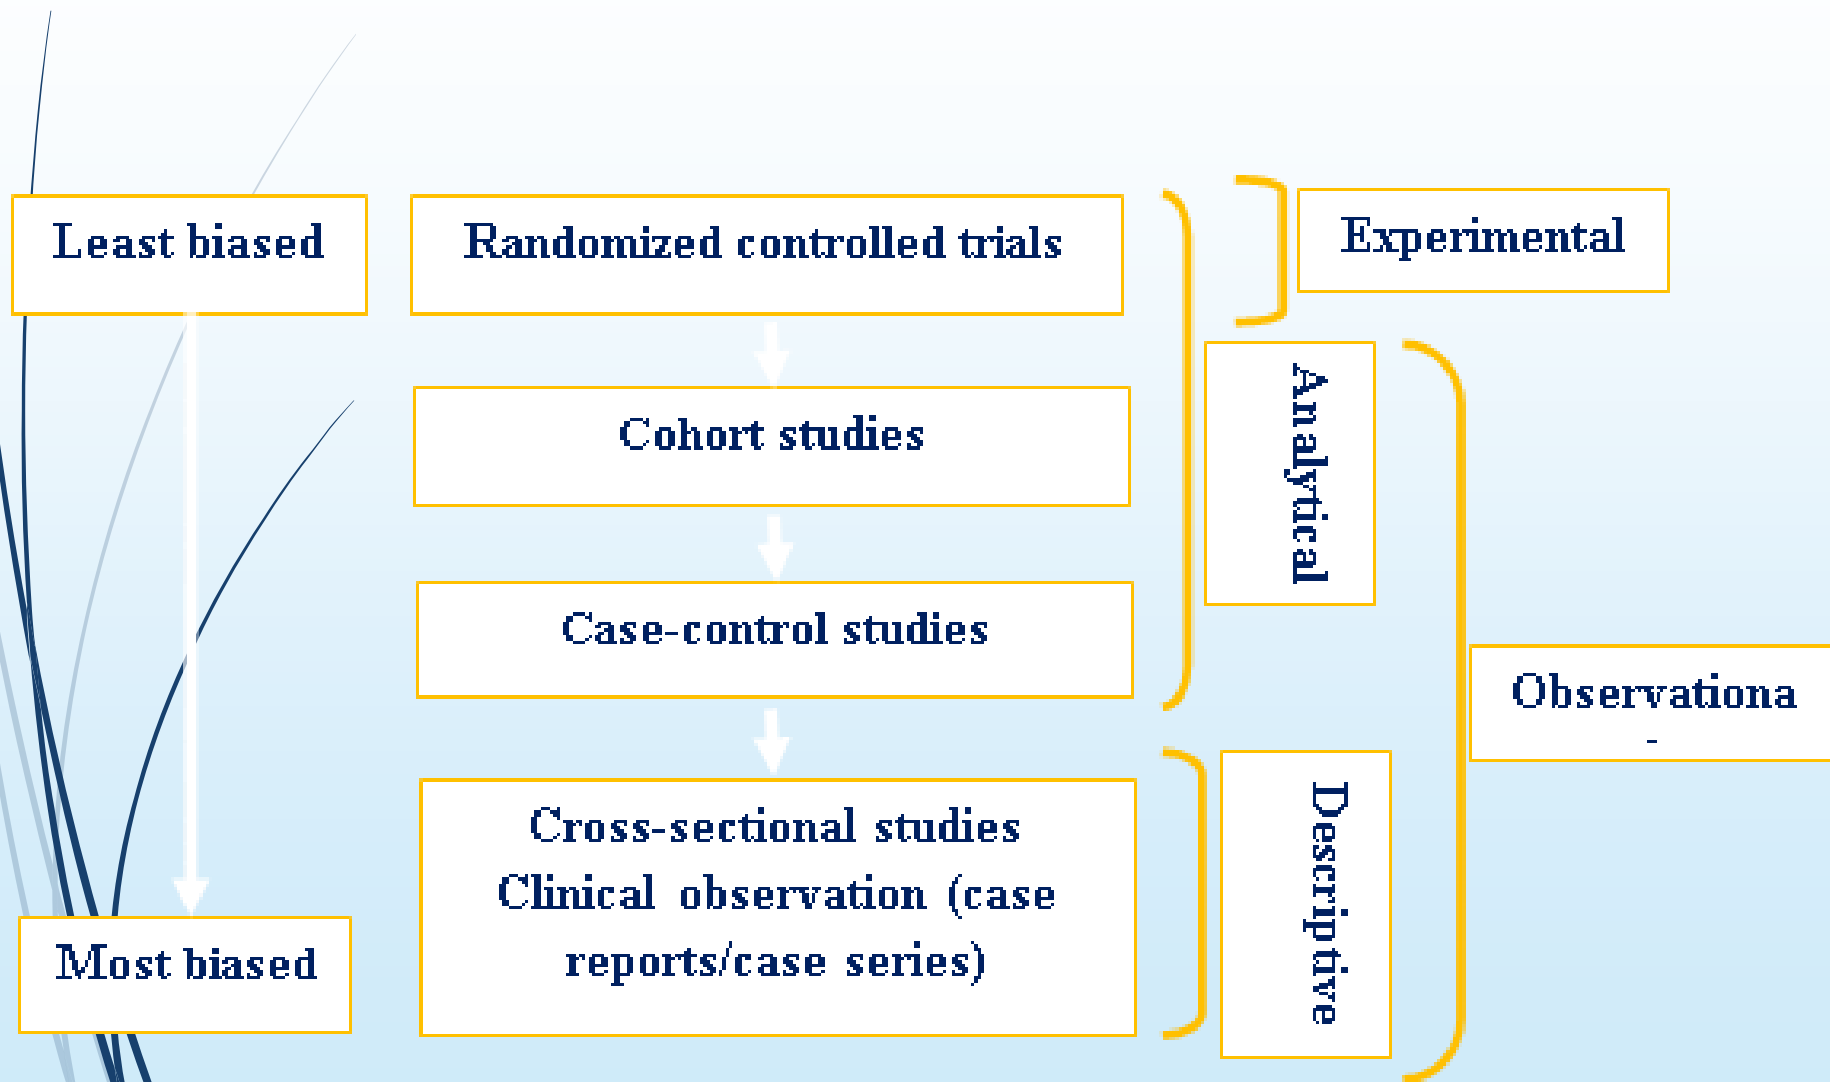 Least biased
Randomized controlled trials
Experimental
Cohort studies
Analytical
Case-control studies
Observationa
Cross-sectional studies
Clinical observation (case
reports/case series)
Descriptive
Most biased